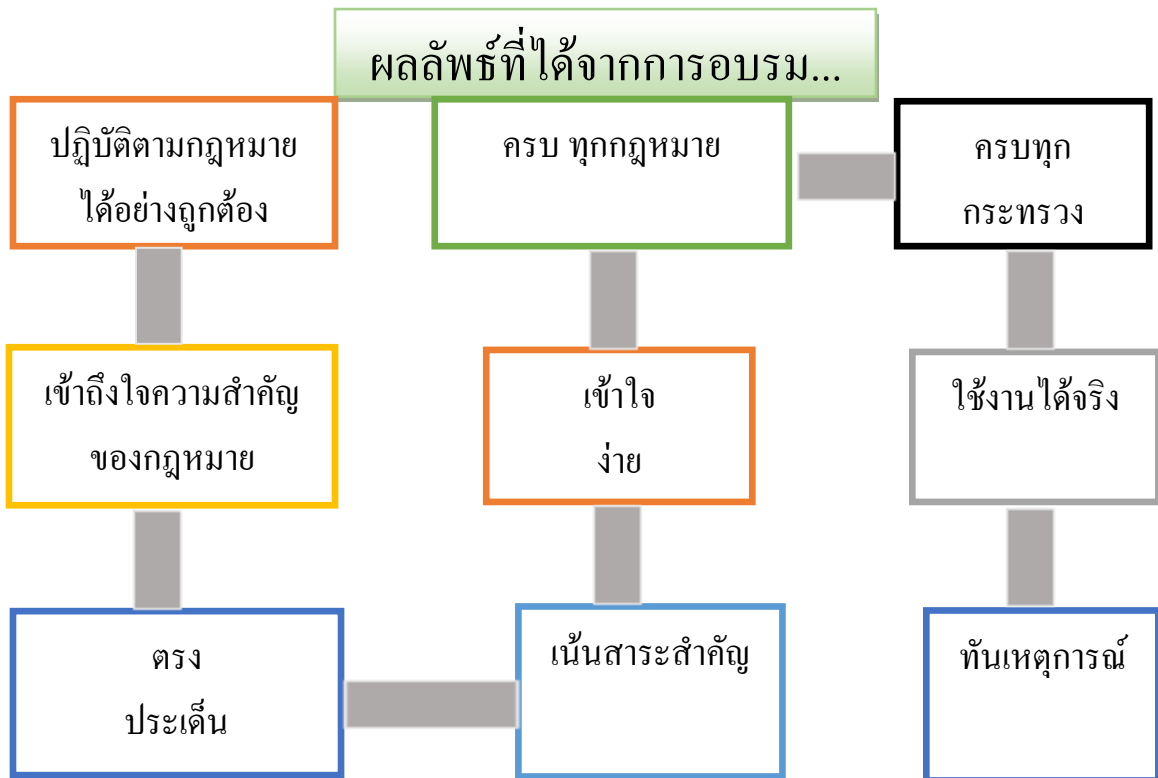 ผลลัพธ์ที่ได้จากการอบรม...
ปฏิบัติตามกฎหมาย
ได้อย่างถูกต้อง
เข้าถึงใจความสำคัญ
ของกฎหมาย
ตรง
ประเด็น
เน้นสาระสำคัญ
เข้าใจ
ง่าย
ครบ ทุกกฎหมาย
ครบทุก
กระทรวง
ใช้งานได้จริง
ทันเหตุการณ์